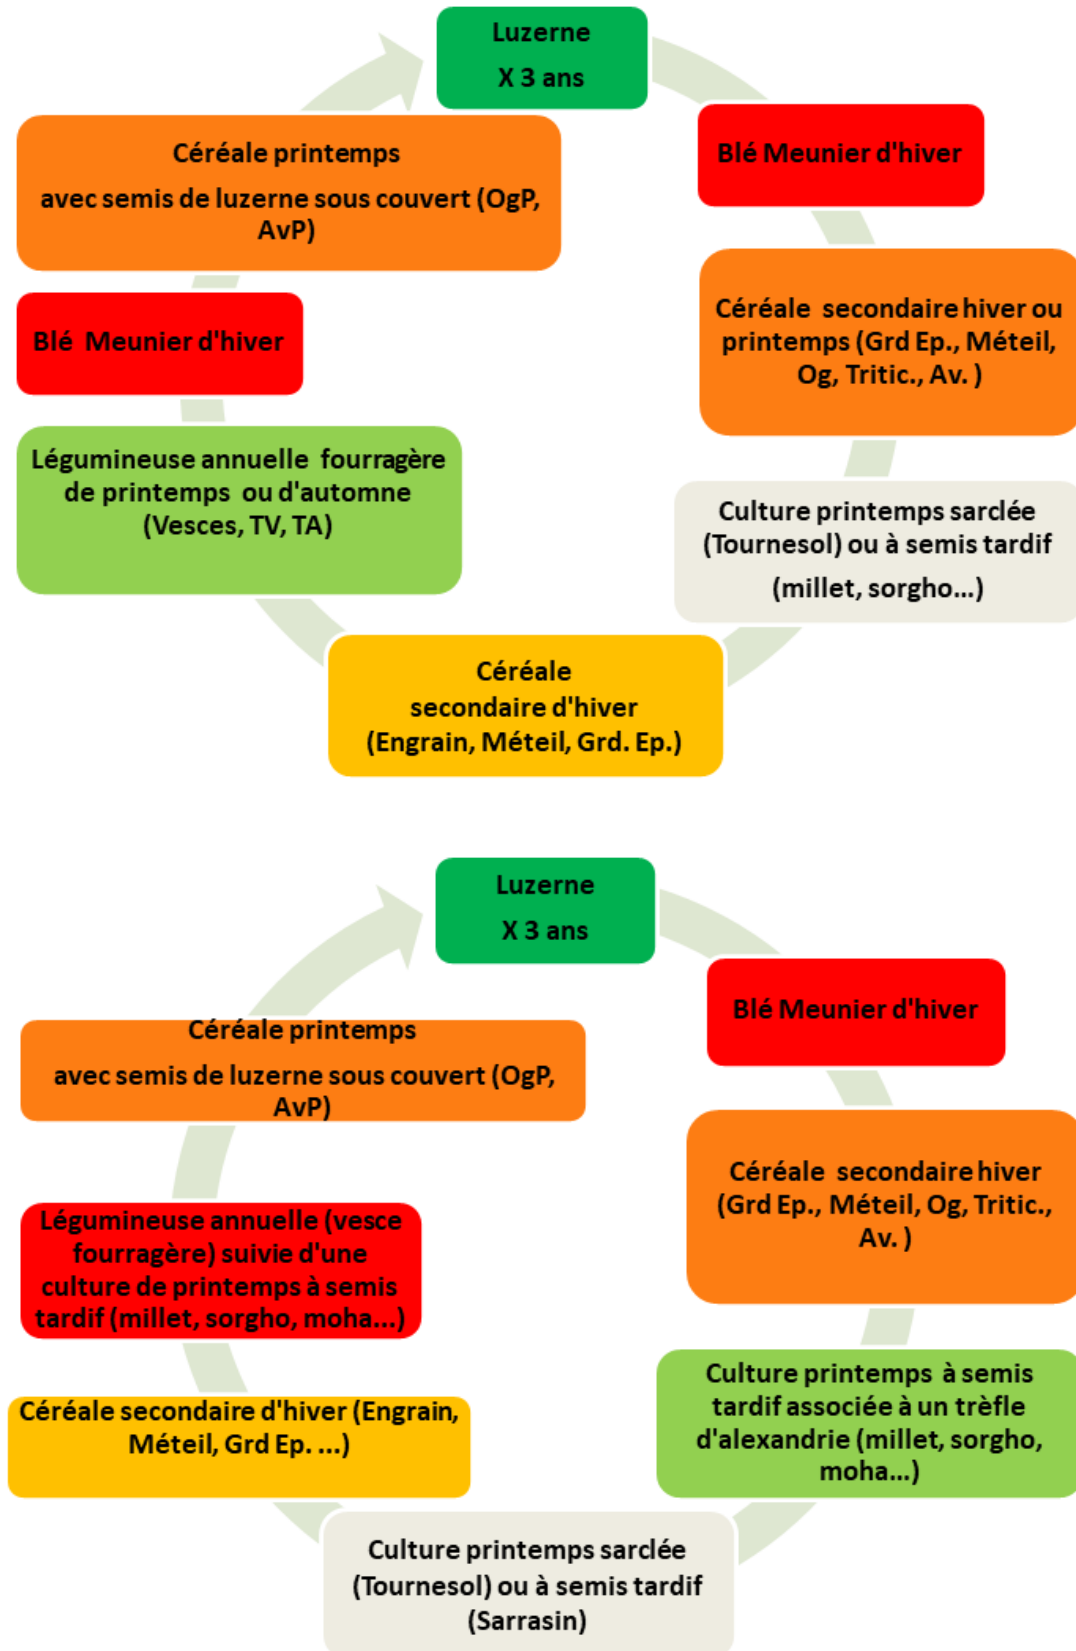 Luzerne
X 3 ans
Blé Meunier d'hiver
Céréale secondaire hiver ou
printemps (Grd Ep., Méteil,
Og, Tritic., Av. )
Culture printemps sarclée
(Tournesol) ou à semis tardif
(millet, sorgho...)
Céréale
secondaire d'hiver
(Engrain, Méteil, Grd. Ep.)
Légumineuse annuelle fourragère
de printemps ou d'automne
(Vesces, TV, TA)
Blé Meunier d'hiver
Céréale printemps
avec semis de luzerne sous couvert (OgP,
AvP)
Luzerne
X 3 ans
Blé Meunier d'hiver
Céréale secondaire hiver
(Grd Ep., Méteil, Og, Tritic.,
Av. )
Culture printemps à semis
tardif associée à un trèfle
d'alexandrie (millet, sorgho,
moha...)
Culture printemps sarclée
(Tournesol) ou à semis tardif
(Sarrasin)
Céréale secondaire d'hiver (Engrain,
Méteil, Grd Ep. ...)
Légumineuse annuelle (vesce
fourragère) suivie d'une
culture de printemps à semis
tardif (millet, sorgho, moha...)
Céréale printemps
avec semis de luzerne sous couvert (OgP,
AvP)